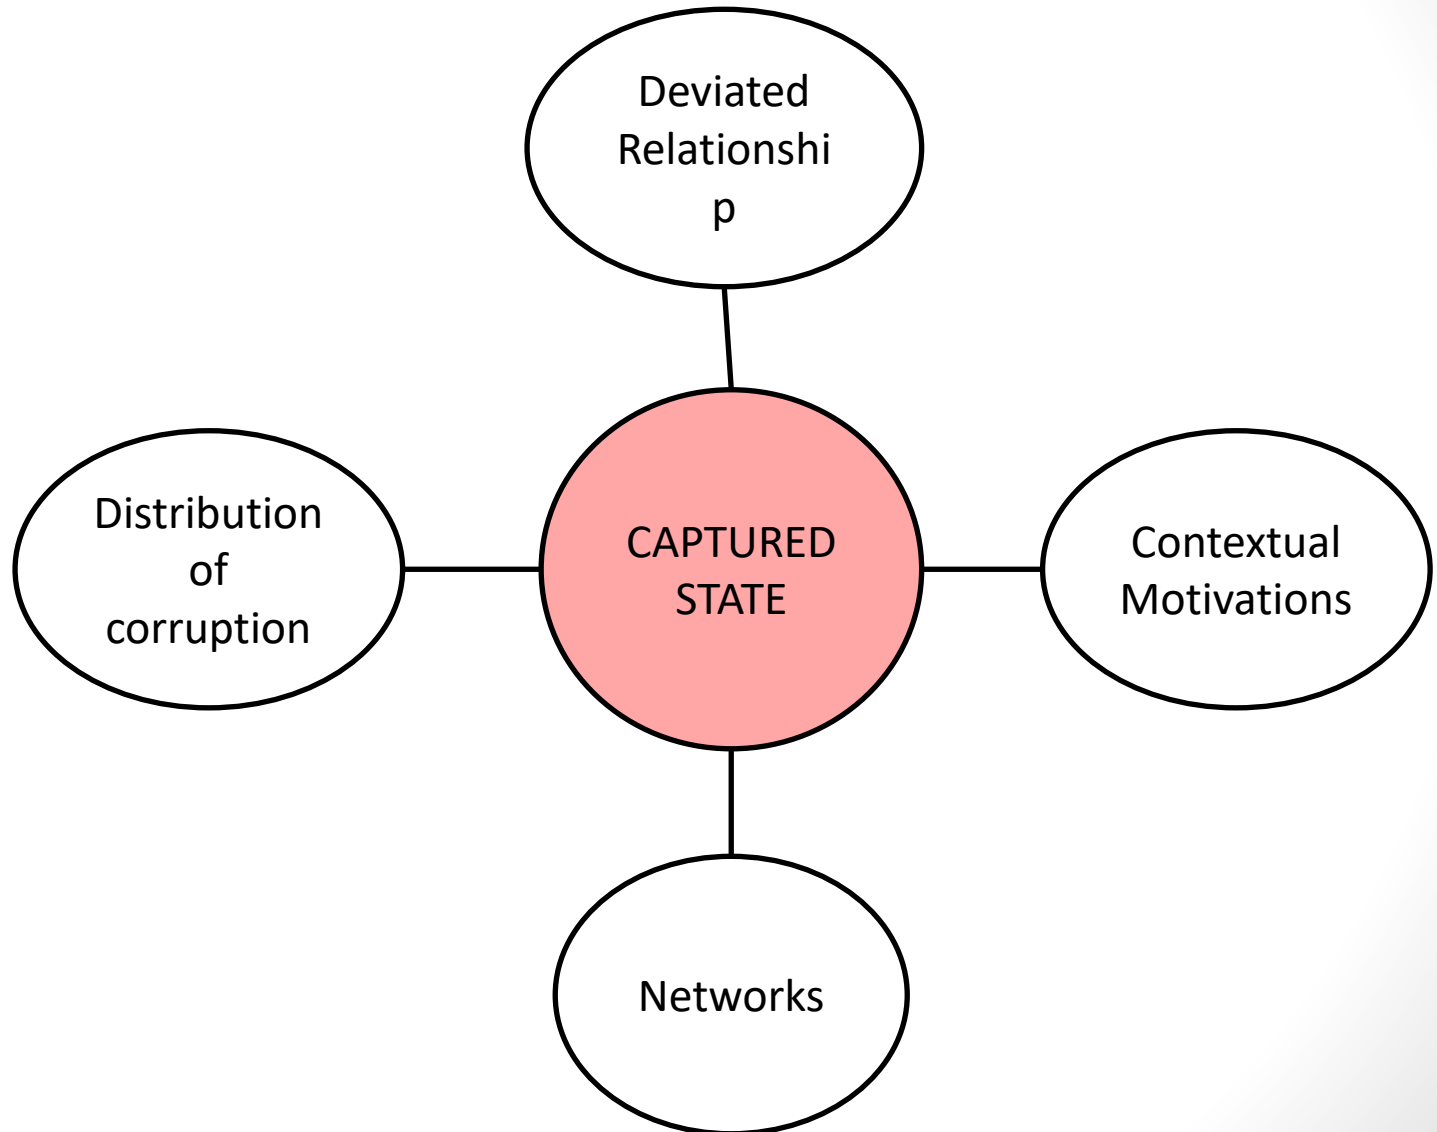 Deviated
Relationshi
p
Distribution
of
corruption
CAPTURED
STATE
Contextual
Motivations
Networks